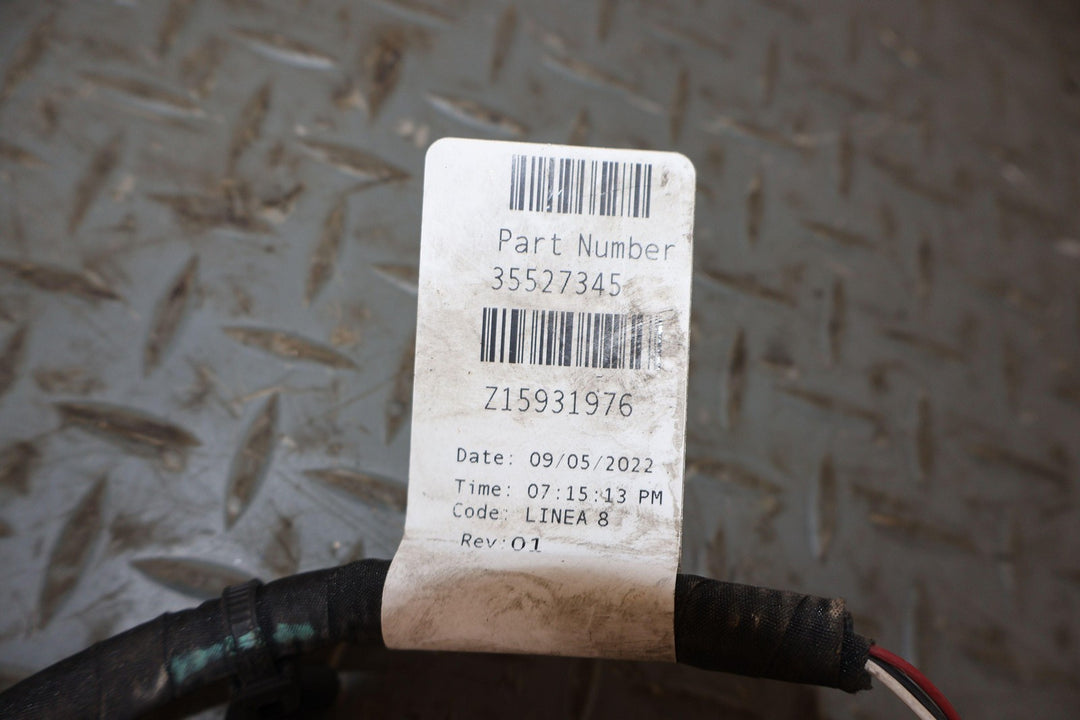 Part Number
35527345
Z15931976
Date: 09/05/2022
Time: 07:15:13 PM
Code: LINEA 8
Rev: 01